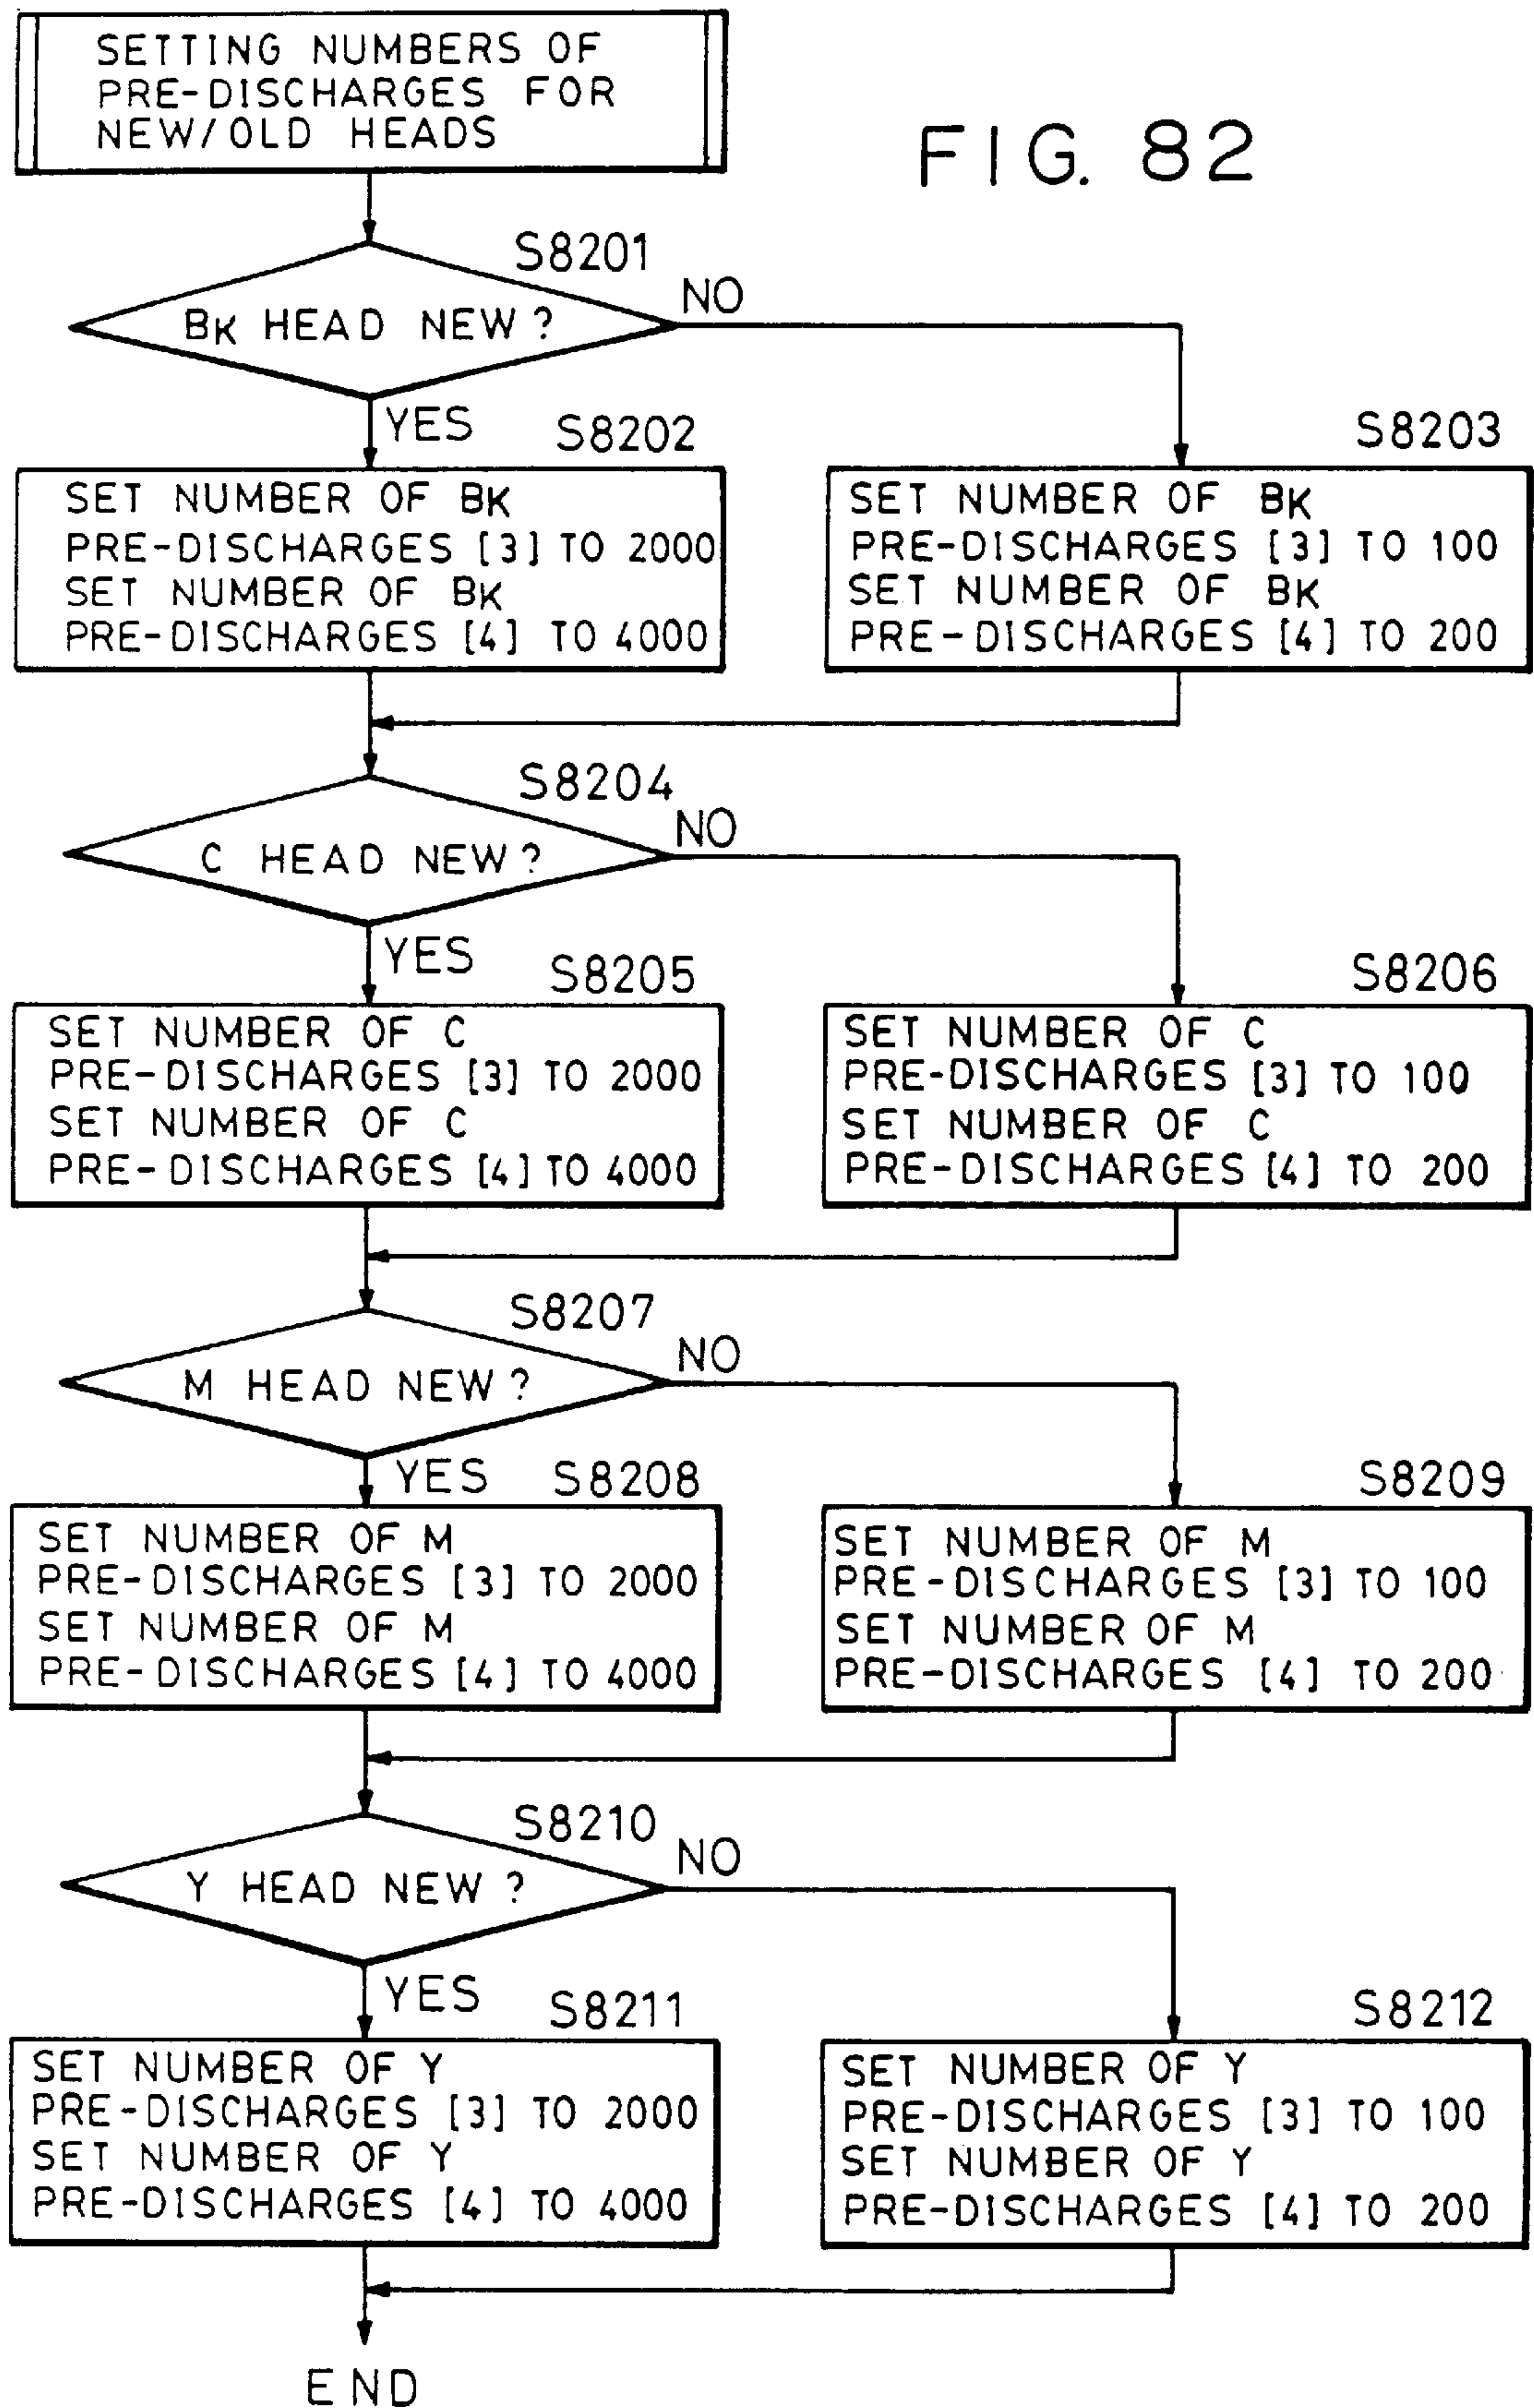 SETTING NUMBERS OF
PRE-DISCHARGES FOR
NEW/OLD HEADS
FIG. 82
S8201
BK HEAD NEW?
NO
YES
S8202
SET NUMBER OF BK
PRE-DISCHARGES [3] TO 2000
SET NUMBER OF BK
PRE-DISCHARGES [4] TO 4000
S8203
SET NUMBER OF BK
PRE-DISCHARGES [3] TO 100
SET NUMBER OF BK
PRE-DISCHARGES [4] TO 200
S8204
C HEAD NEW?
NO
YES
S8205
SET NUMBER OF C
PRE-DISCHARGES [3] TO 2000
SET NUMBER OF C
PRE-DISCHARGES [4] TO 4000
S8206
SET NUMBER OF C
PRE-DISCHARGES [3] TO 100
SET NUMBER OF C
PRE-DISCHARGES [4] TO 200
S8207
M HEAD NEW?
NO
YES
S8208
SET NUMBER OF M
PRE-DISCHARGES [3] TO 2000
SET NUMBER OF M
PRE-DISCHARGES [4] TO 4000
S8209
SET NUMBER OF M
PRE-DISCHARGES [3] TO 100
SET NUMBER OF M
PRE-DISCHARGES [4] TO 200
S8210
Y HEAD NEW?
NO
YES
S8211
SET NUMBER OF Y
PRE-DISCHARGES [3] TO 2000
SET NUMBER OF Y
PRE-DISCHARGES [4] TO 4000
S8212
SET NUMBER OF Y
PRE-DISCHARGES [3] TO 100
SET NUMBER OF Y
PRE-DISCHARGES [4] TO 200
END